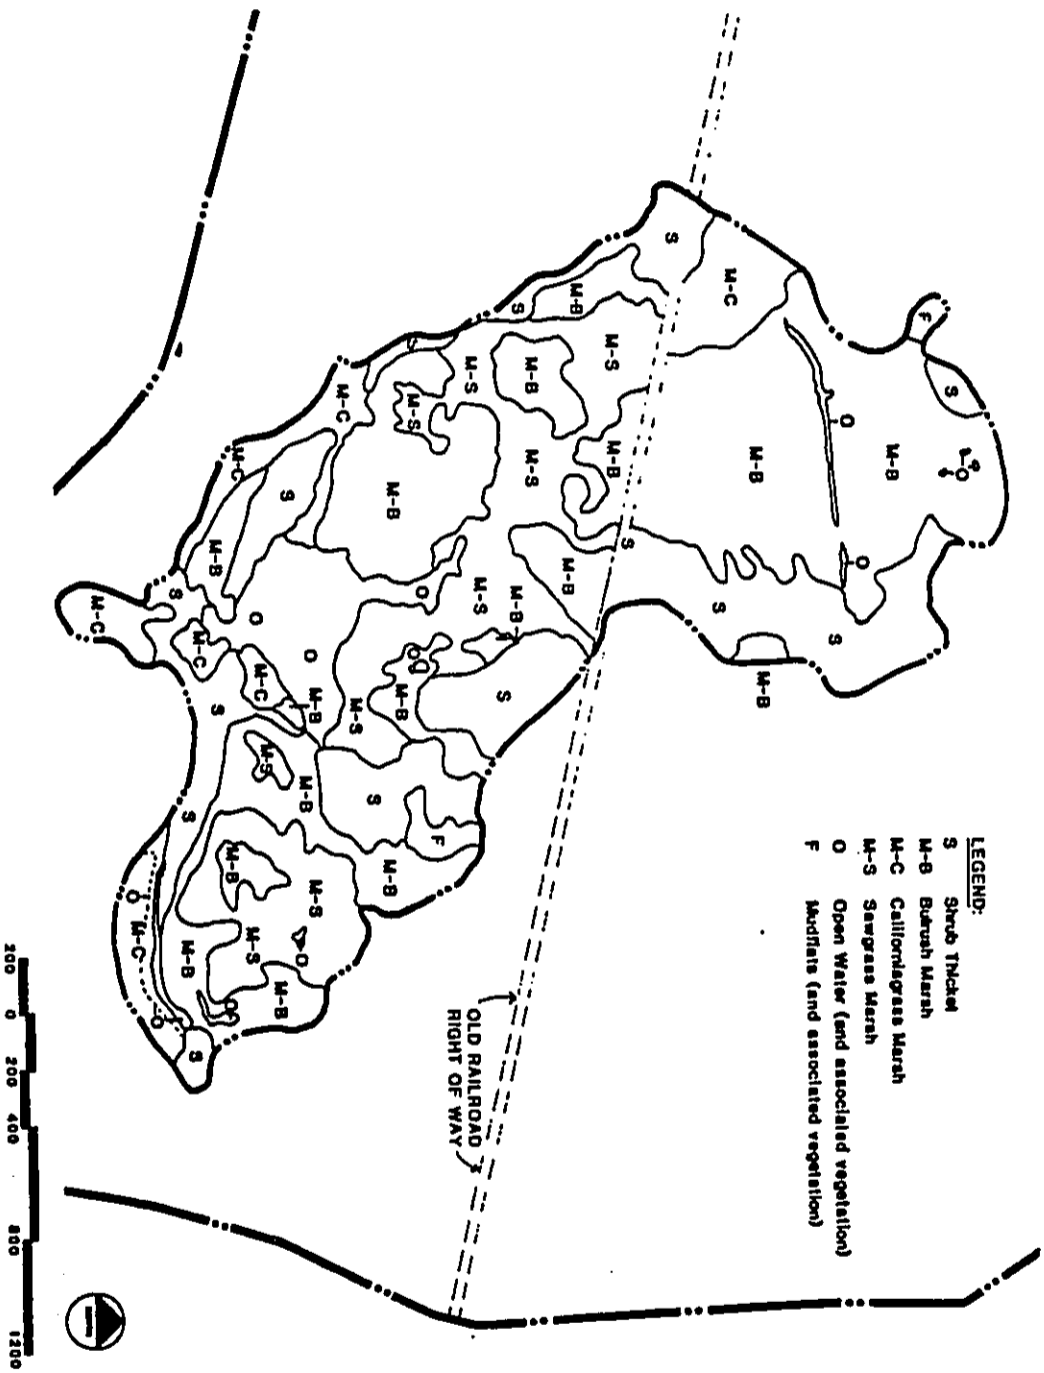 LEGEND:
S Shrub Thicket
M-B Bulrush Marsh
M-C Californiagrass Marsh
M-S Sawgrass Marsh
O Open Water (and associated vegetation)
F Mudflats (and associated vegetation)
OLD RAILROAD
RIGHT OF WAY
F
S
O
M-B
O
M-B
O
S
S
M-B
M-C
S
S
M-B
S
M-S
M-B
M-B
M-S
M-S
M-S
M-B
M-B
M-B
M-S
O
S
O
M-B
M-S
M-C
M-C
S
M-B
O
O
M-B
M-C
M-C
S
M-C
S
M-S
M-B
S
F
M-B
S
M-B
M-S
M-S
O
M-B
M-B
O
O
M-C
O
S
200 0 200 400 800 1200